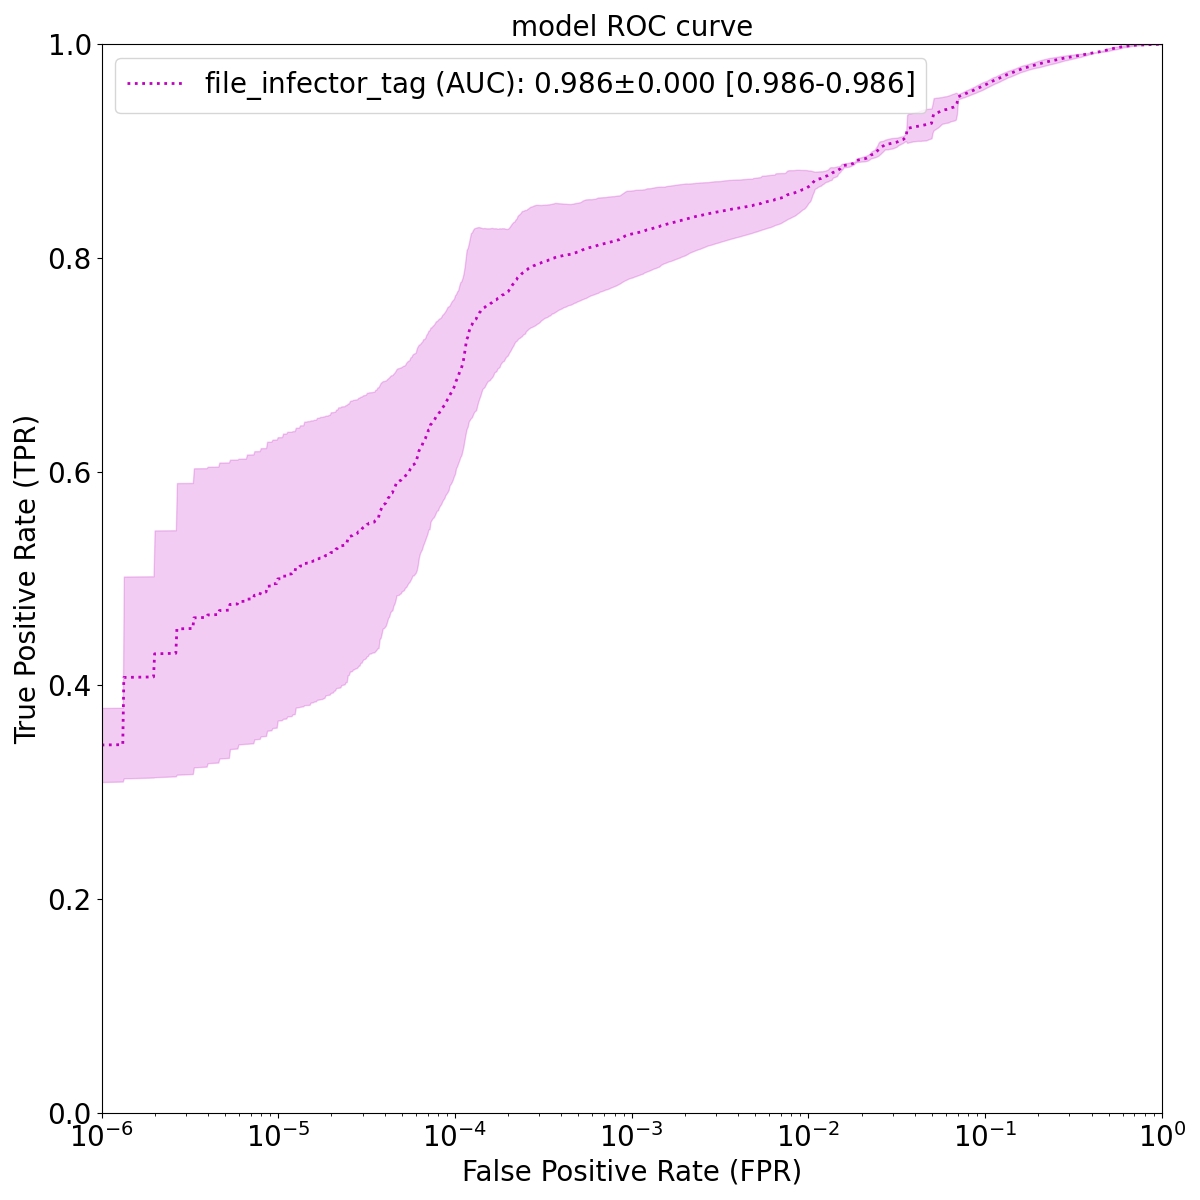 model ROC curve
file_infector_tag (AUC): 0.986±0.000 [0.986-0.986]
True Positive Rate (TPR)
1.0
0.8
0.6
0.4
0.2
0.0
10⁻⁶ 10⁻⁵ 10⁻⁴ 10⁻³ 10⁻² 10⁻¹ 10⁰
False Positive Rate (FPR)